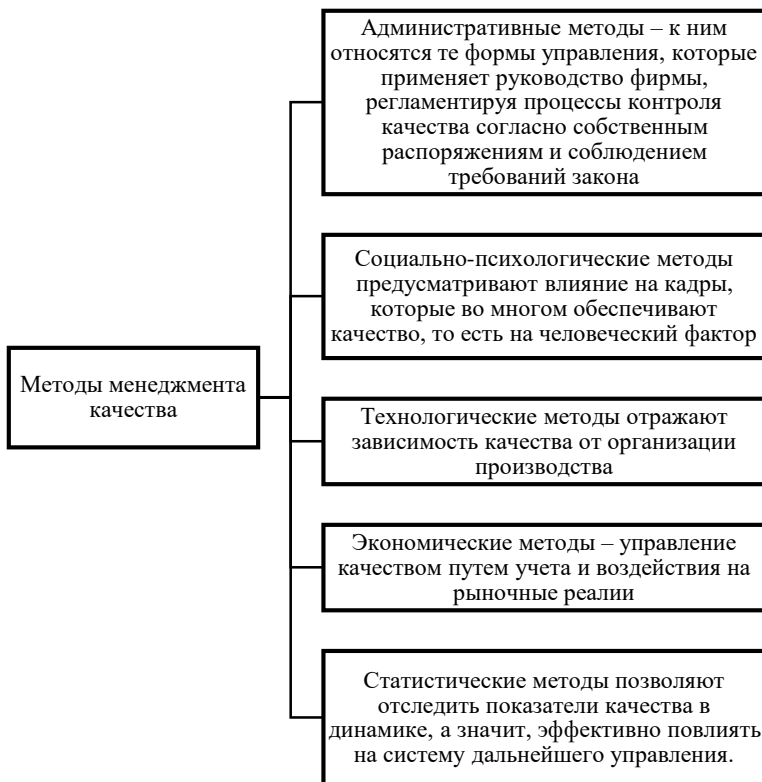 Административные методы – к ним
относятся те формы управления, которые
применяет руководство фирмы,
регламентируя процессы контроля
качества согласно собственным
распоряжениям и соблюдением
требований закона
Социально-психологические методы
предусматривают влияние на кадры,
которые во многом обеспечивают
качество, то есть на человеческий фактор
Методы менеджмента
качества
Технологические методы отражают
зависимость качества от организации
производства
Экономические методы – управление
качеством путем учета и воздействия на
рыночные реалии
Статистические методы позволяют
отследить показатели качества в
динамике, а значит, эффективно повлиять
на систему дальнейшего управления.